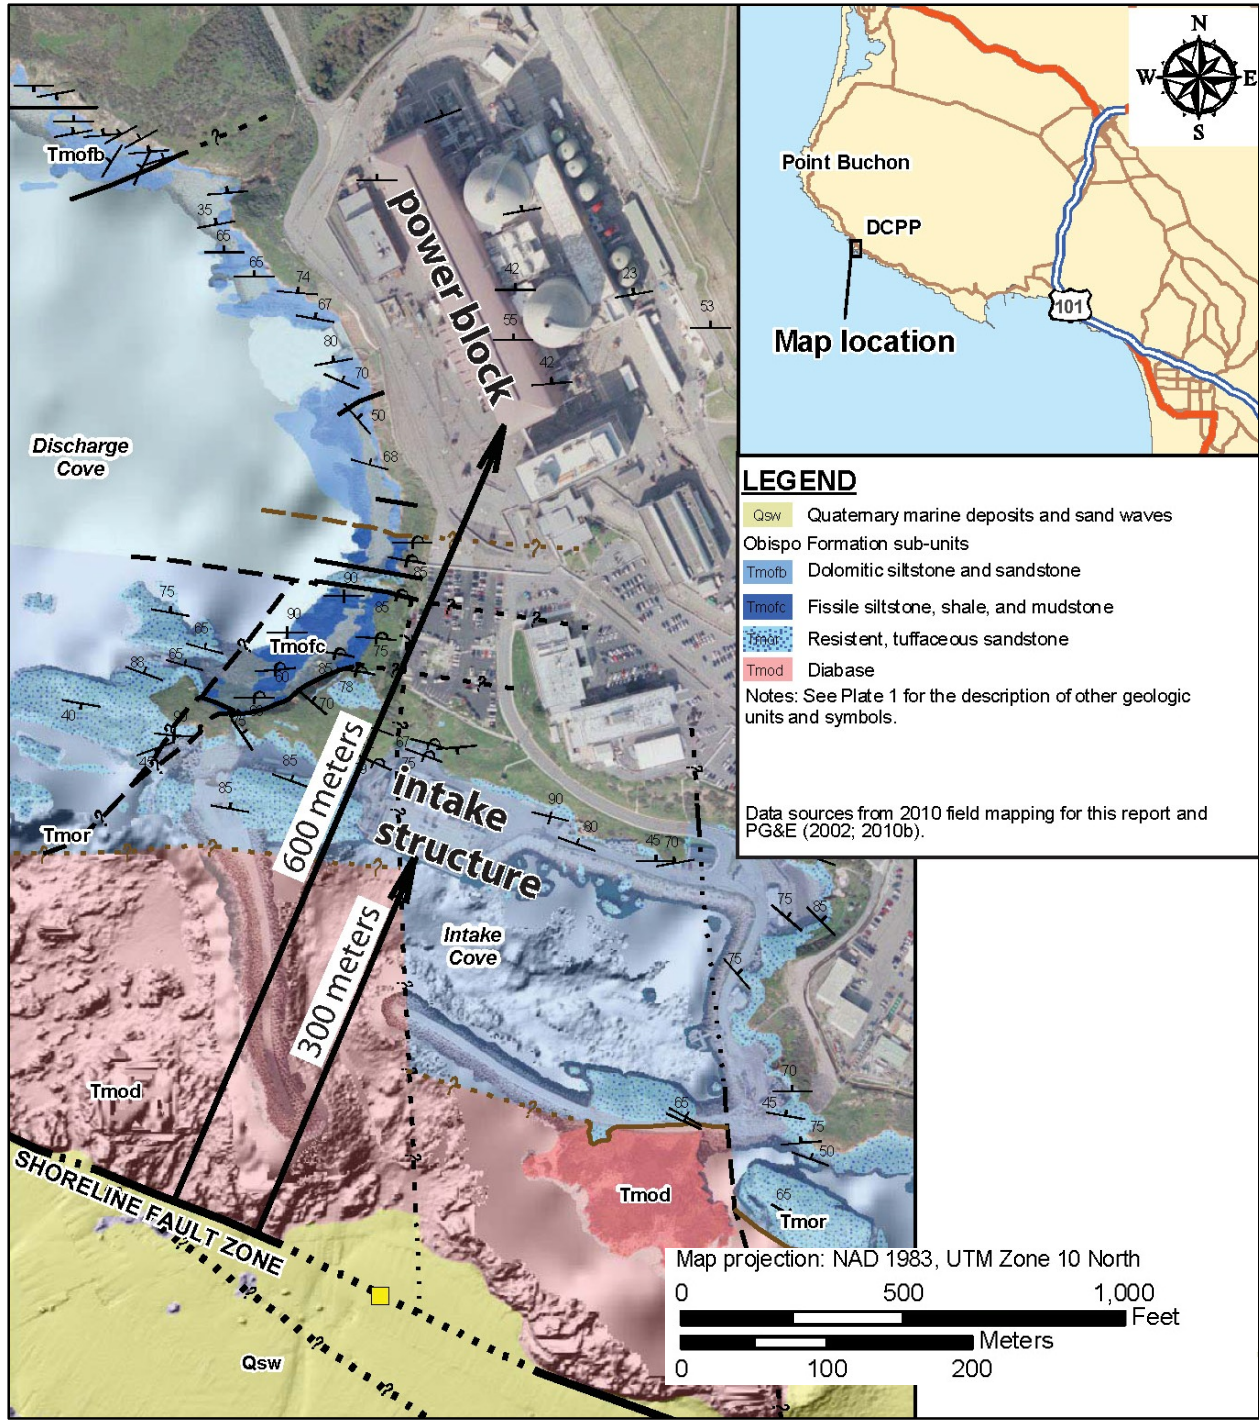 N
W E
S
Point Buchon
DCPP
101
Map location
LEGEND
Qsw Quaternary marine deposits and sand waves
Obispo Formation sub-units
Tmofb Dolomitic siltstone and sandstone
Tmofc Fissile siltstone, shale, and mudstone
Tmor Resistent, tuffaceous sandstone
Tmod Diabase
Notes: See Plate 1 for the description of other geologic
units and symbols.
Data sources from 2010 field mapping for this report and
PG&E (2002; 2010b).
Tmofb
?
35
65
65
74
67
80
70
50
68
power block
42
55
42
23
53
Discharge
Cove
?
90
85
85
?
75
65
65
88
40
90
Tmofc
75
60
85
78
70
?
67
75
45
85
85
intake
structure
90
80
45
70
Tmor
600 meters
300 meters
Intake
Cove
75
85
75
70
45
75
50
65
65
Tmod
Tmod
Tmor
SHORELINE FAULT ZONE
?
?
?
Qsw
Map projection: NAD 1983, UTM Zone 10 North
0 500 1,000
Feet
Meters
0 100 200